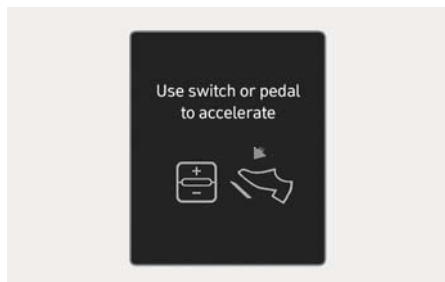 Use switch or pedal
to accelerate
+
−